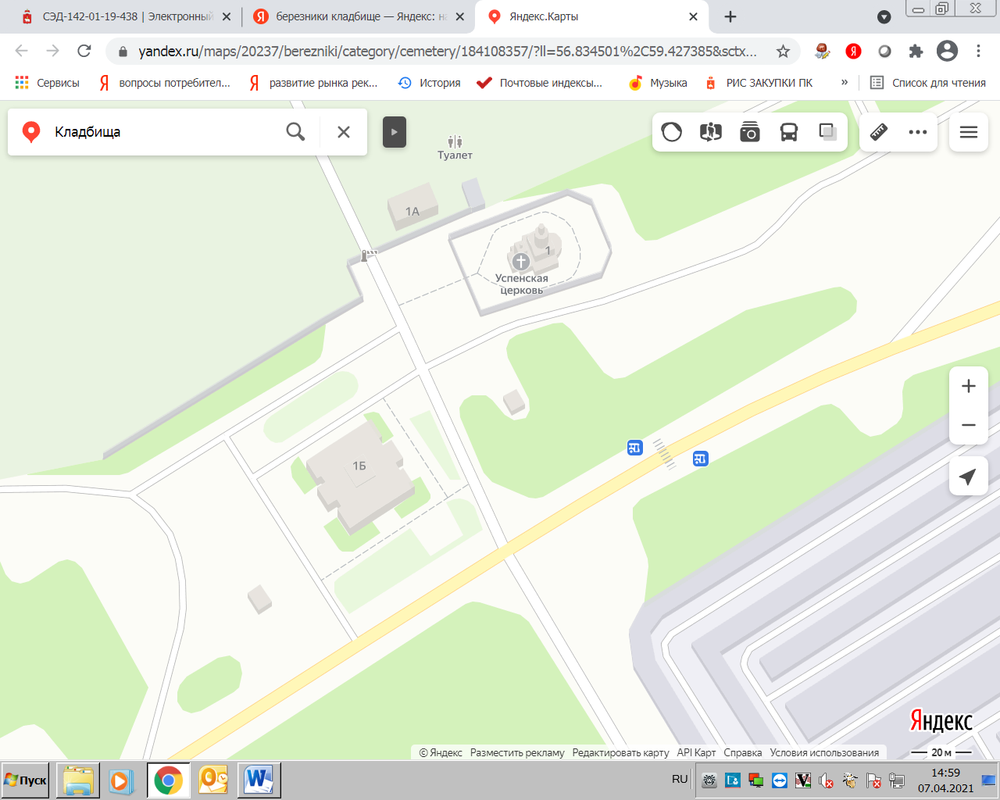 СЭД-142-01-19-438 | Электронный
березники кладбище — Яндекс: на
Яндекс.Карты
yandex.ru/maps/20237/berezniki/category/cemetery/184108357/?ll=56.834501%2C59.427385&sctx...
Сервисы
вопросы потребител...
развитие рынка рек...
История
Почтовые индексы...
Музыка
РИС ЗАКУПКИ ПК
»
Список для чтения
Кладбища
Туалет
1А
1
Успенская
церковь
1Б
Яндекс
© Яндекс Разместить рекламу Редактировать карту API Карт Справка Условия использования
20 м
Пуск
RU
14:59
07.04.2021